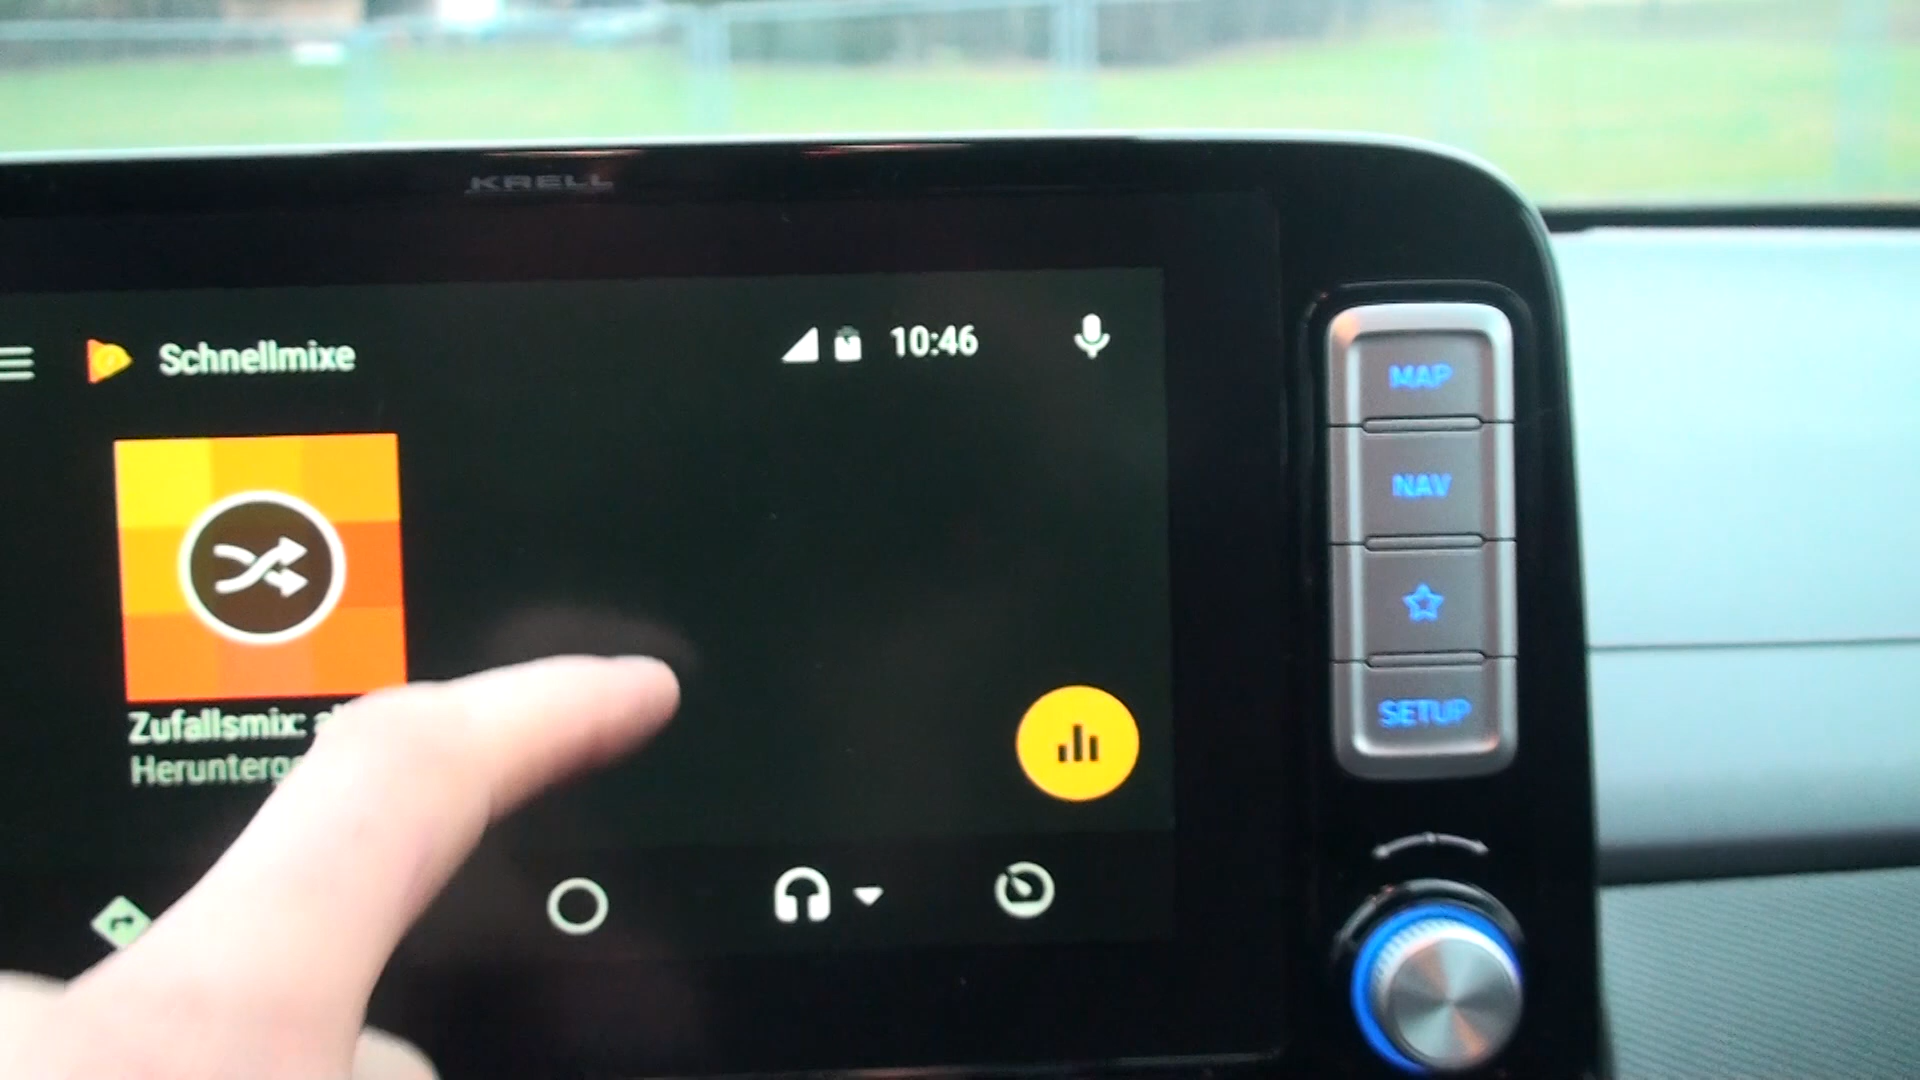 KRELL
Schnellmixe
10:46
Zufallsmix:
MAP
NAV
SETUP